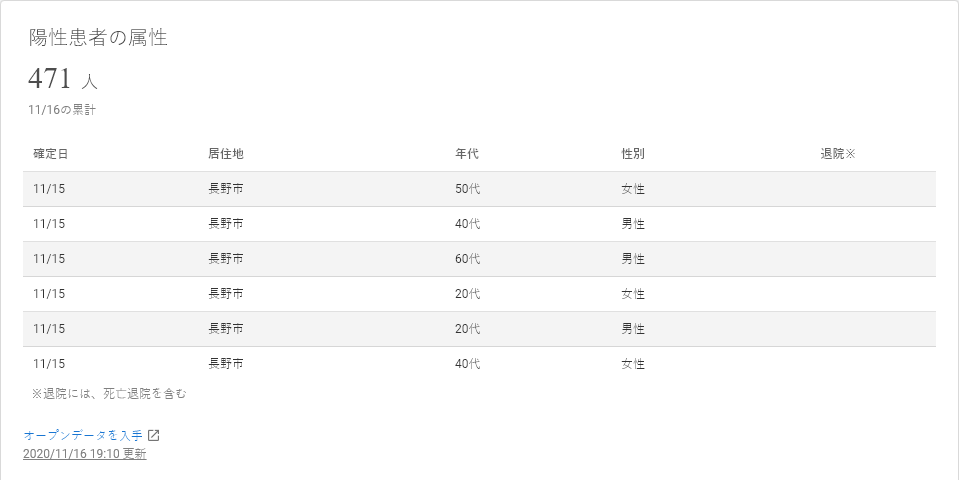 陽性患者の属性
471 人
11/16の累計
確定日 居住地 年代 性別 退院※
11/15 長野市 50代 女性
11/15 長野市 40代 男性
11/15 長野市 60代 男性
11/15 長野市 20代 女性
11/15 長野市 20代 男性
11/15 長野市 40代 女性
※退院には、死亡退院を含む
オープンデータを入手
2020/11/16 19:10 更新